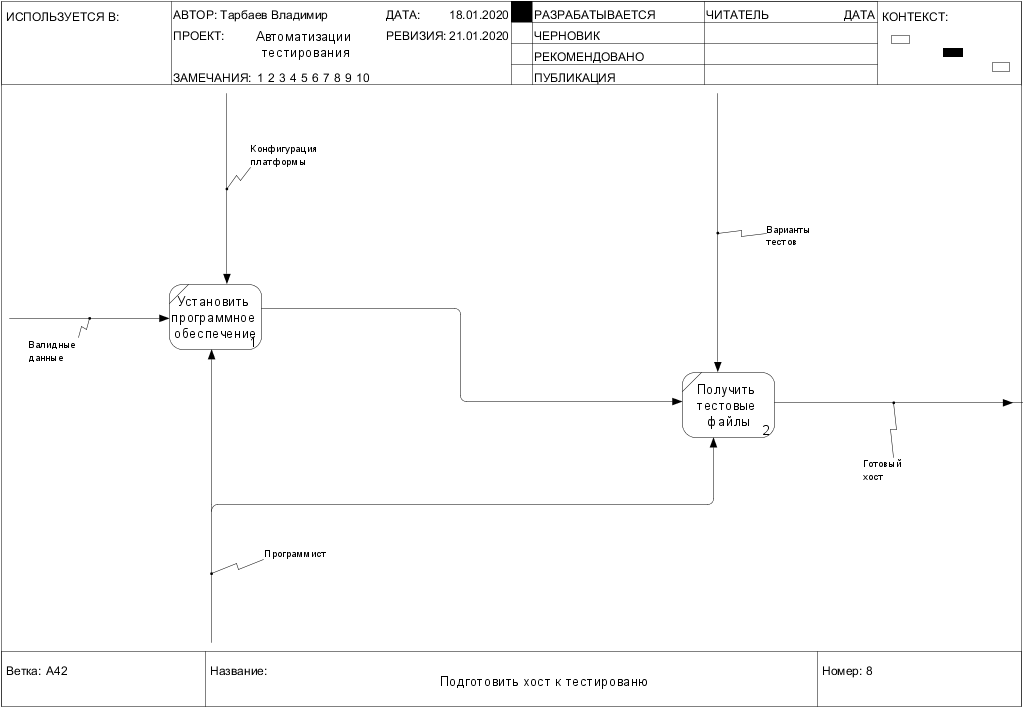 ИСПОЛЬЗУЕТСЯ В:
АВТОР: Тарбаев Владимир
ДАТА: 18.01.2020
РАЗРАБАТЫВАЕТСЯ
ЧИТАТЕЛЬ
ДАТА
КОНТЕКСТ:
ПРОЕКТ: Автоматизации
тестирования
РЕВИЗИЯ: 21.01.2020
ЧЕРНОВИК
РЕКОМЕНДОВАНО
ЗАМЕЧАНИЯ: 1 2 3 4 5 6 7 8 9 10
ПУБЛИКАЦИЯ
Конфигурация
платформы
Варианты
тестов
Установить
программное
обеспечение
1
Валидные
данные
Получить
тестовые
файлы
2
Готовый
хост
Программист
Ветка: A42
Название:
Подготовить хост к тестированю
Номер: 8